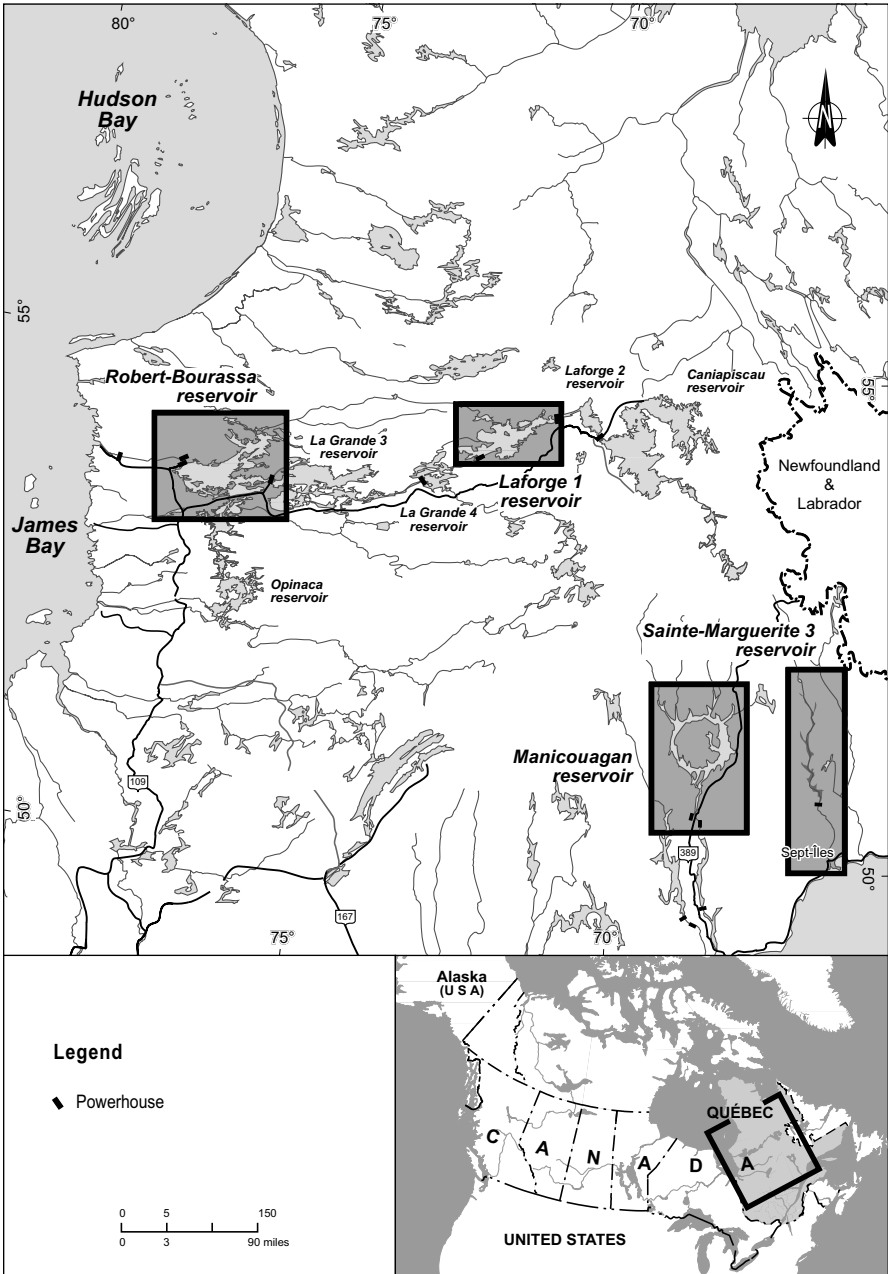 80°
75°
70°
Hudson
Bay
N
55°
Robert-Bourassa
reservoir
Laforge 2
reservoir
Caniapiscau
reservoir
55°
La Grande 3
reservoir
Newfoundland
&
Labrador
Laforge 1
reservoir
La Grande 4
reservoir
James
Bay
Opinaca
reservoir
Sainte-Marguerite 3
reservoir
Manicouagan
reservoir
109
50°
389
Sept-Îles
50°
167
75°
70°
Alaska
(U S A)
Legend
Powerhouse
QUÉBEC
C A N A D A
0 5 150
0 3 90 miles
UNITED STATES